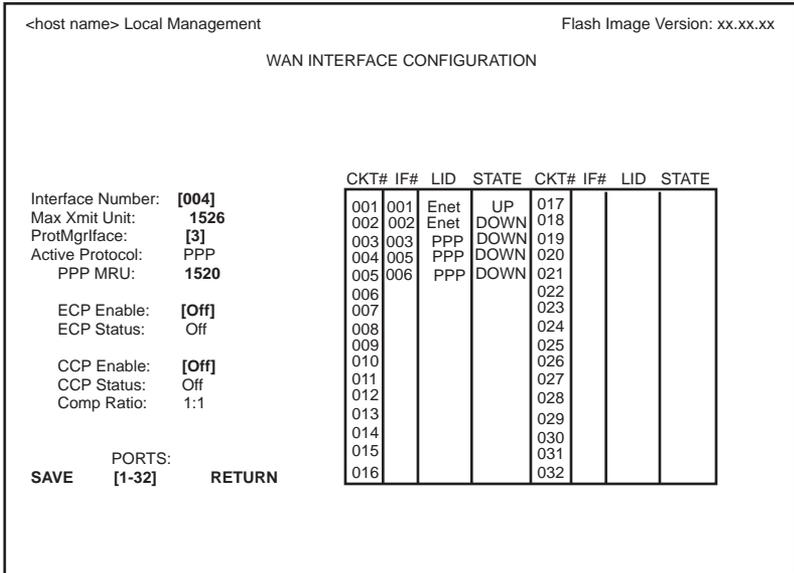 <host name> Local Management Flash Image Version: xx.xx.xx
WAN INTERFACE CONFIGURATION
Interface Number: [004]
Max Xmit Unit: 1526
ProtMgrIface: [3]
Active Protocol: PPP
PPP MRU: 1520
ECP Enable: [Off]
ECP Status: Off
CCP Enable: [Off]
CCP Status: Off
Comp Ratio: 1:1
PORTS:
SAVE [1-32] RETURN
CKT# IF# LID STATE CKT# IF# LID STATE
001 001 Enet UP 017
002 002 Enet DOWN 018
003 003 PPP DOWN 019
004 005 PPP DOWN 020
005 006 PPP DOWN 021
006 022
007 023
008 024
009 025
010 026
011 027
012 028
013 029
014 030
015 031
016 032